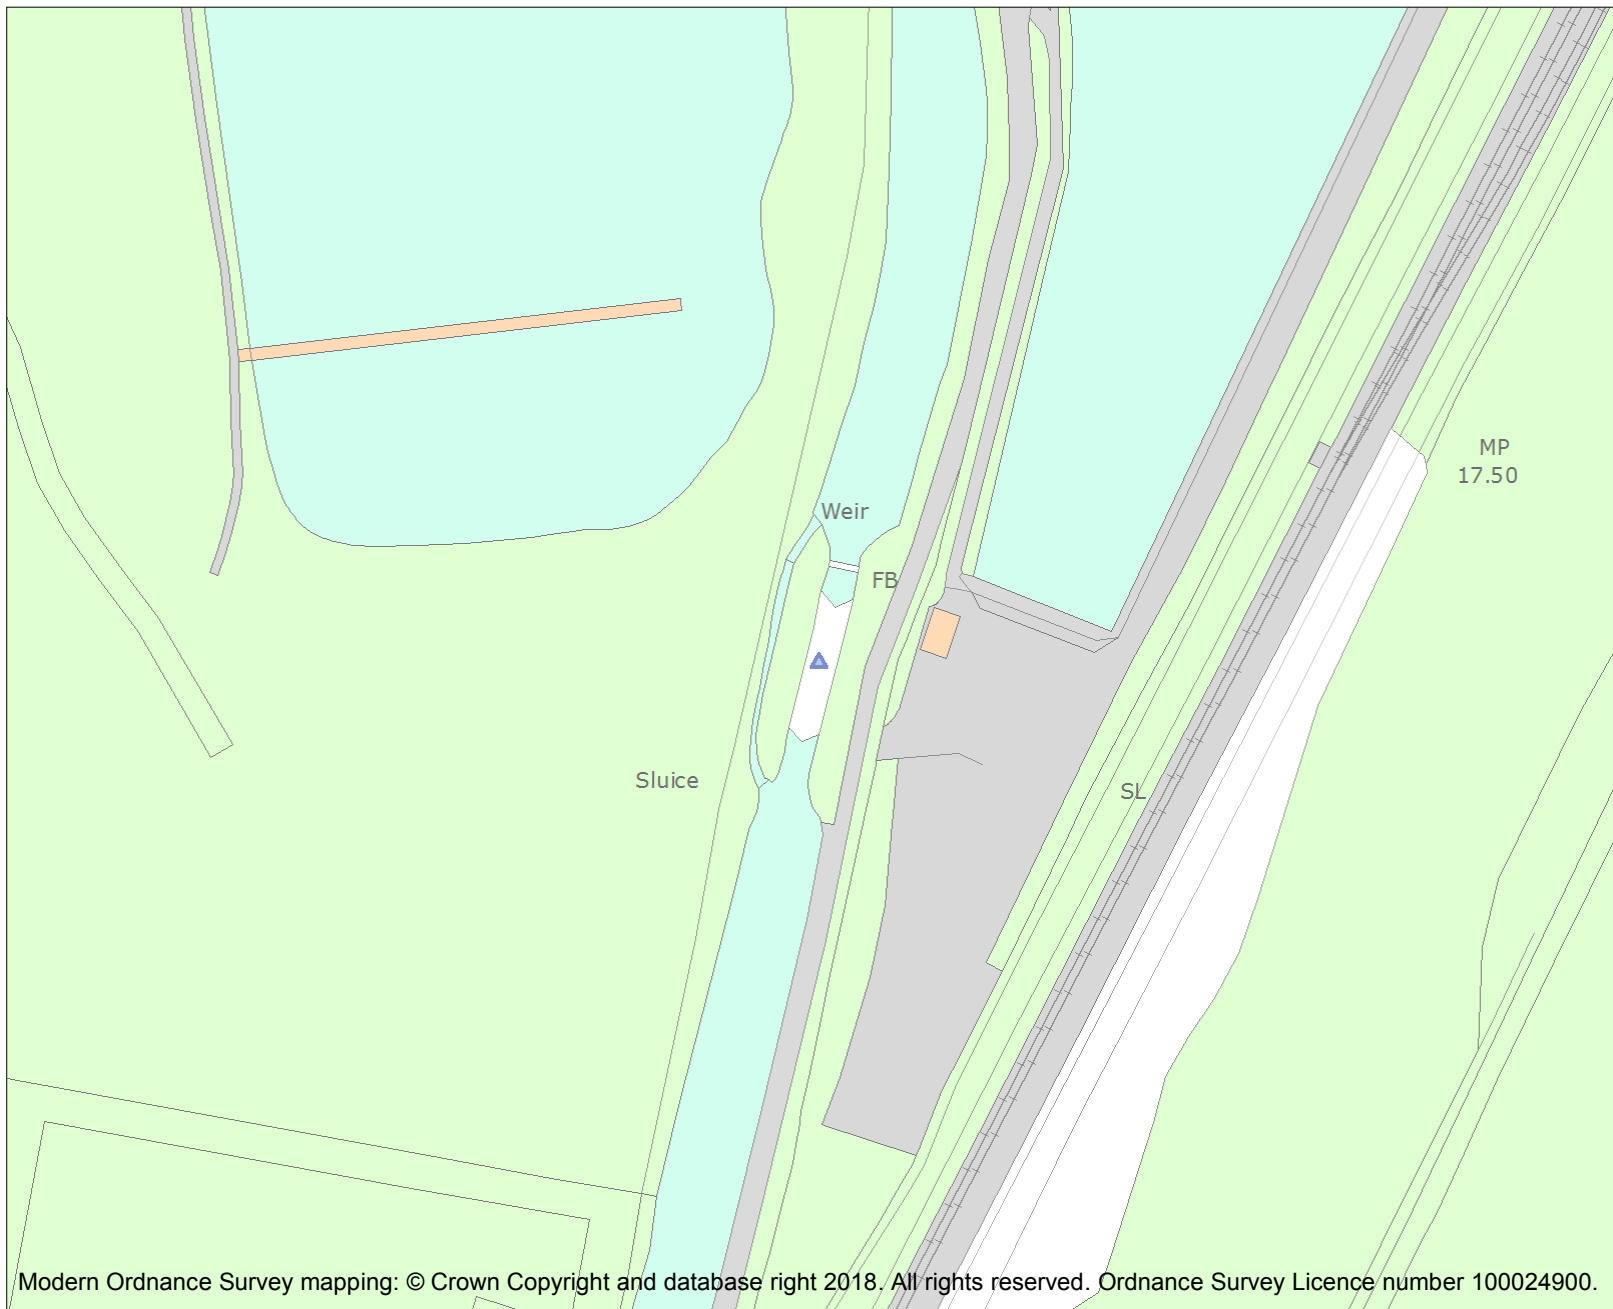 MP
17.50
Weir
FB
Sluice
SL
Modern Ordnance Survey mapping: © Crown Copyright and database right 2018. All rights reserved. Ordnance Survey Licence number 100024900.